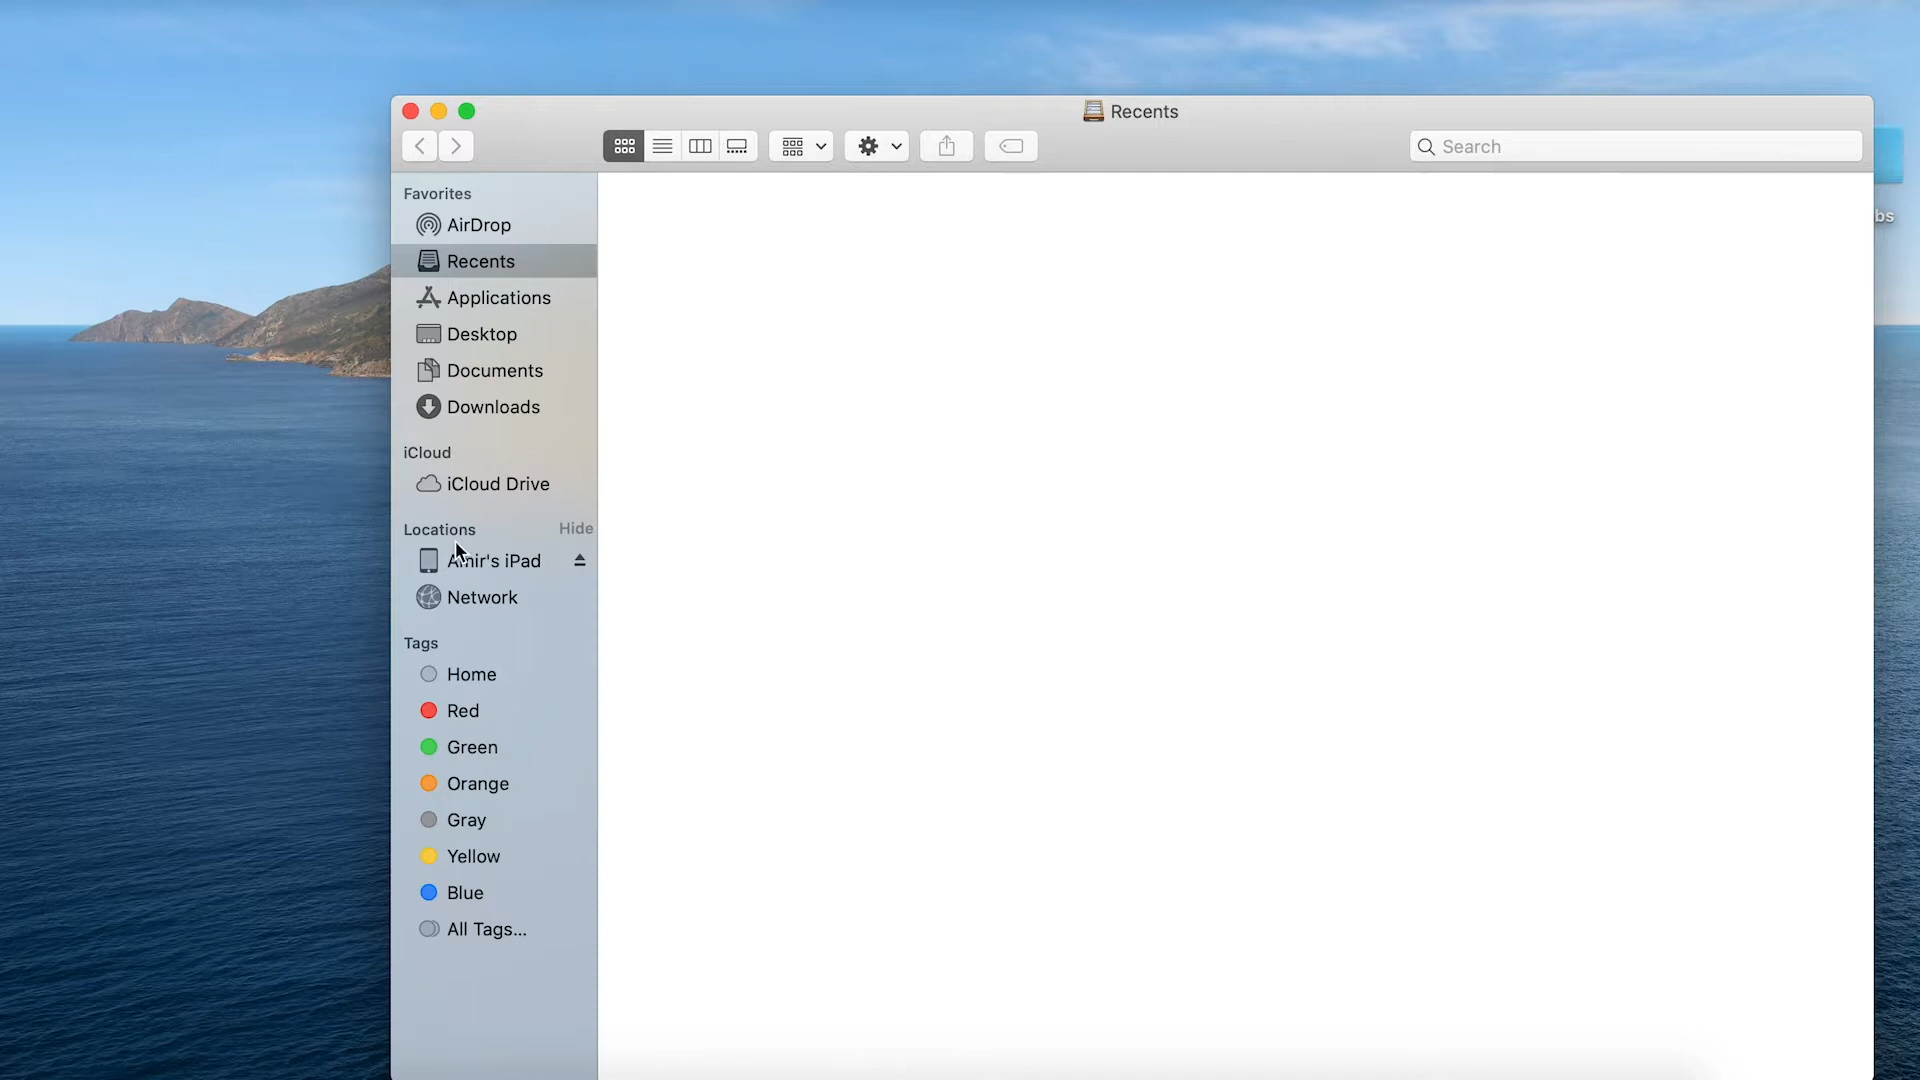 Recents
Search
Favorites
AirDrop
Recents
Applications
Desktop
Documents
Downloads
iCloud
iCloud Drive
Locations Hide
Amir's iPad
Network
Tags
Home
Red
Green
Orange
Gray
Yellow
Blue
All Tags...
bs